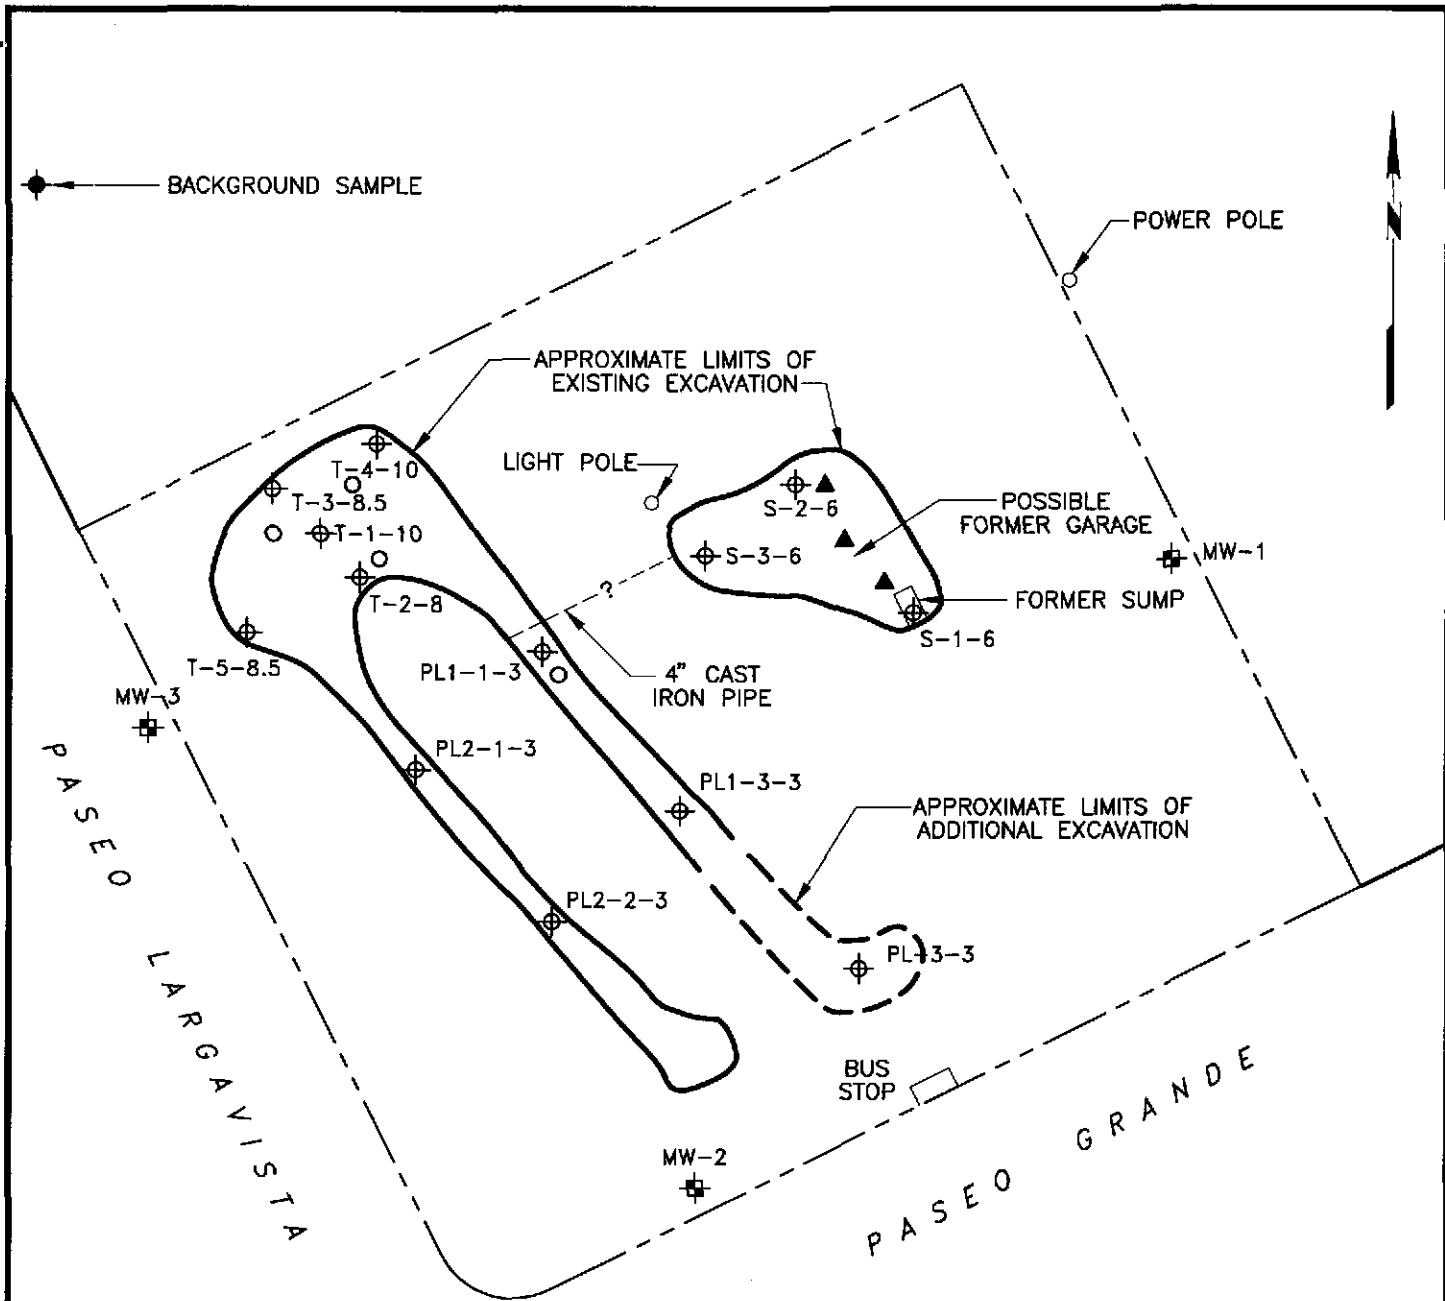 BACKGROUND SAMPLE
POWER POLE
N
APPROXIMATE LIMITS OF
EXISTING EXCAVATION
LIGHT POLE
T-4-10
T-3-8.5
T-1-10
T-2-8
T-5-8.5
S-2-6
POSSIBLE
FORMER GARAGE
S-3-6
MW-1
FORMER SUMP
S-1-6
?
PL1-1-3
4" CAST
IRON PIPE
MW-3
PL2-1-3
PL1-3-3
APPROXIMATE LIMITS OF
ADDITIONAL EXCAVATION
PL2-2-3
PL-3-3
BUS
STOP
MW-2
PASEO LARGAVISTA
PASEO GRANDE